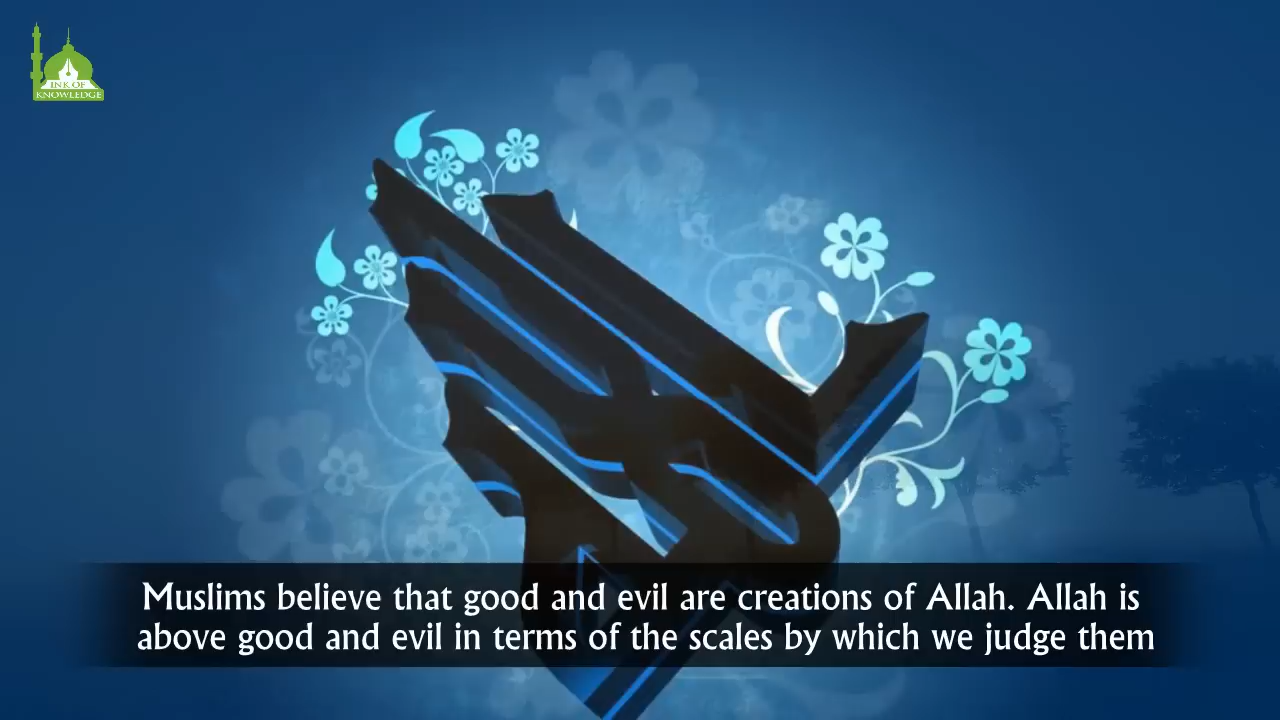 INK OF
KNOWLEDGE
Muslims believe that good and evil are creations of Allah. Allah is
above good and evil in terms of the scales by which we judge them